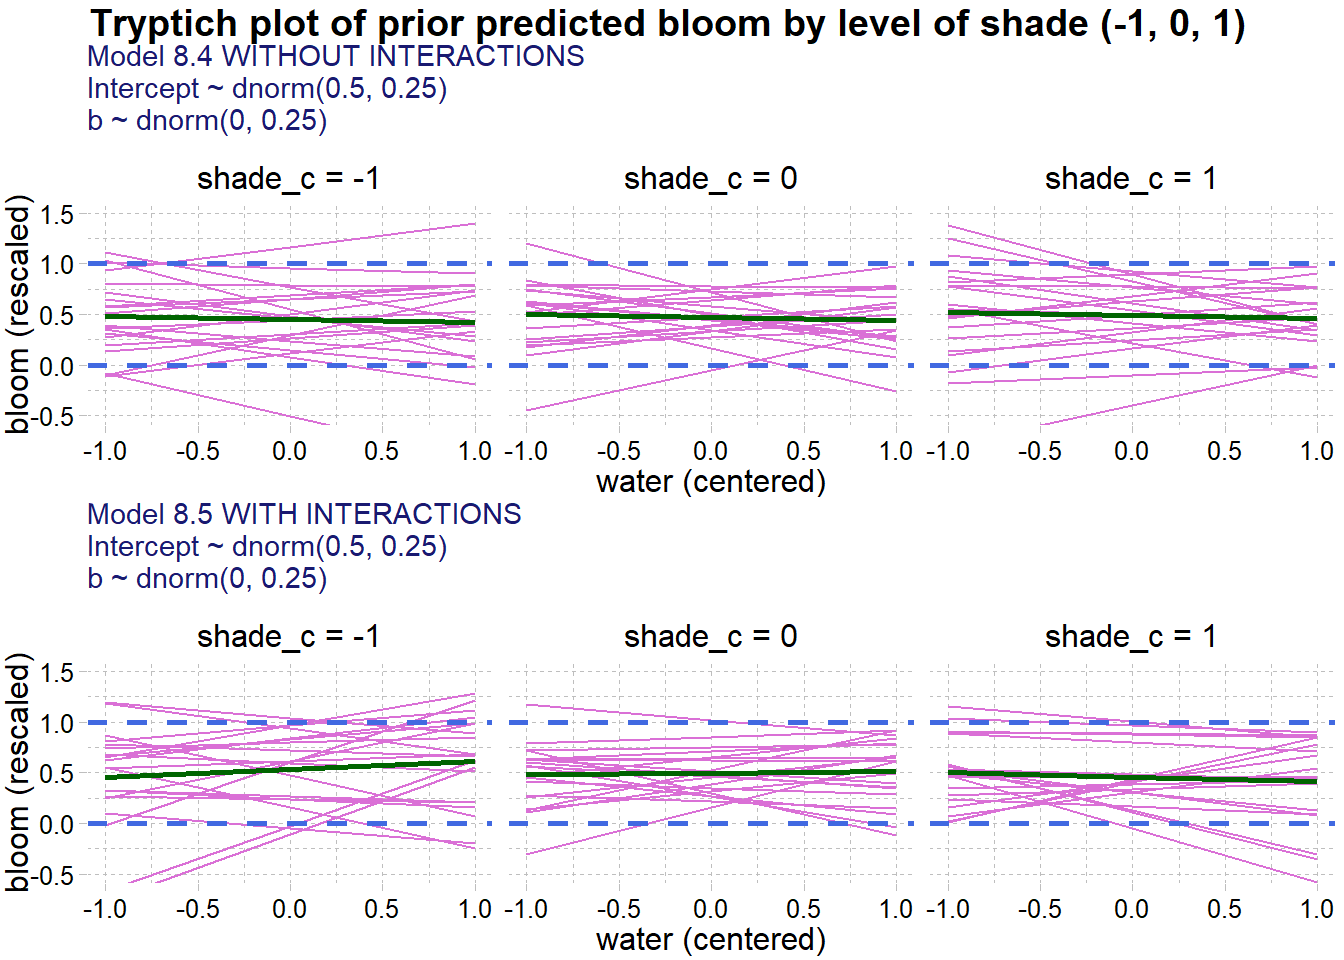 Tryptich plot of prior predicted bloom by level of shade (-1, 0, 1)
Model 8.4 WITHOUT INTERACTIONS
Intercept ~ dnorm(0.5, 0.25)
b ~ dnorm(0, 0.25)
shade_c = -1
shade_c = 0
shade_c = 1
bloom (rescaled)
1.5
1.0
0.5
0.0
-0.5
-1.0 -0.5 0.0 0.5 1.0
-1.0 -0.5 0.0 0.5 1.0
-1.0 -0.5 0.0 0.5 1.0
water (centered)
Model 8.5 WITH INTERACTIONS
Intercept ~ dnorm(0.5, 0.25)
b ~ dnorm(0, 0.25)
shade_c = -1
shade_c = 0
shade_c = 1
bloom (rescaled)
1.5
1.0
0.5
0.0
-0.5
-1.0 -0.5 0.0 0.5 1.0
-1.0 -0.5 0.0 0.5 1.0
-1.0 -0.5 0.0 0.5 1.0
water (centered)